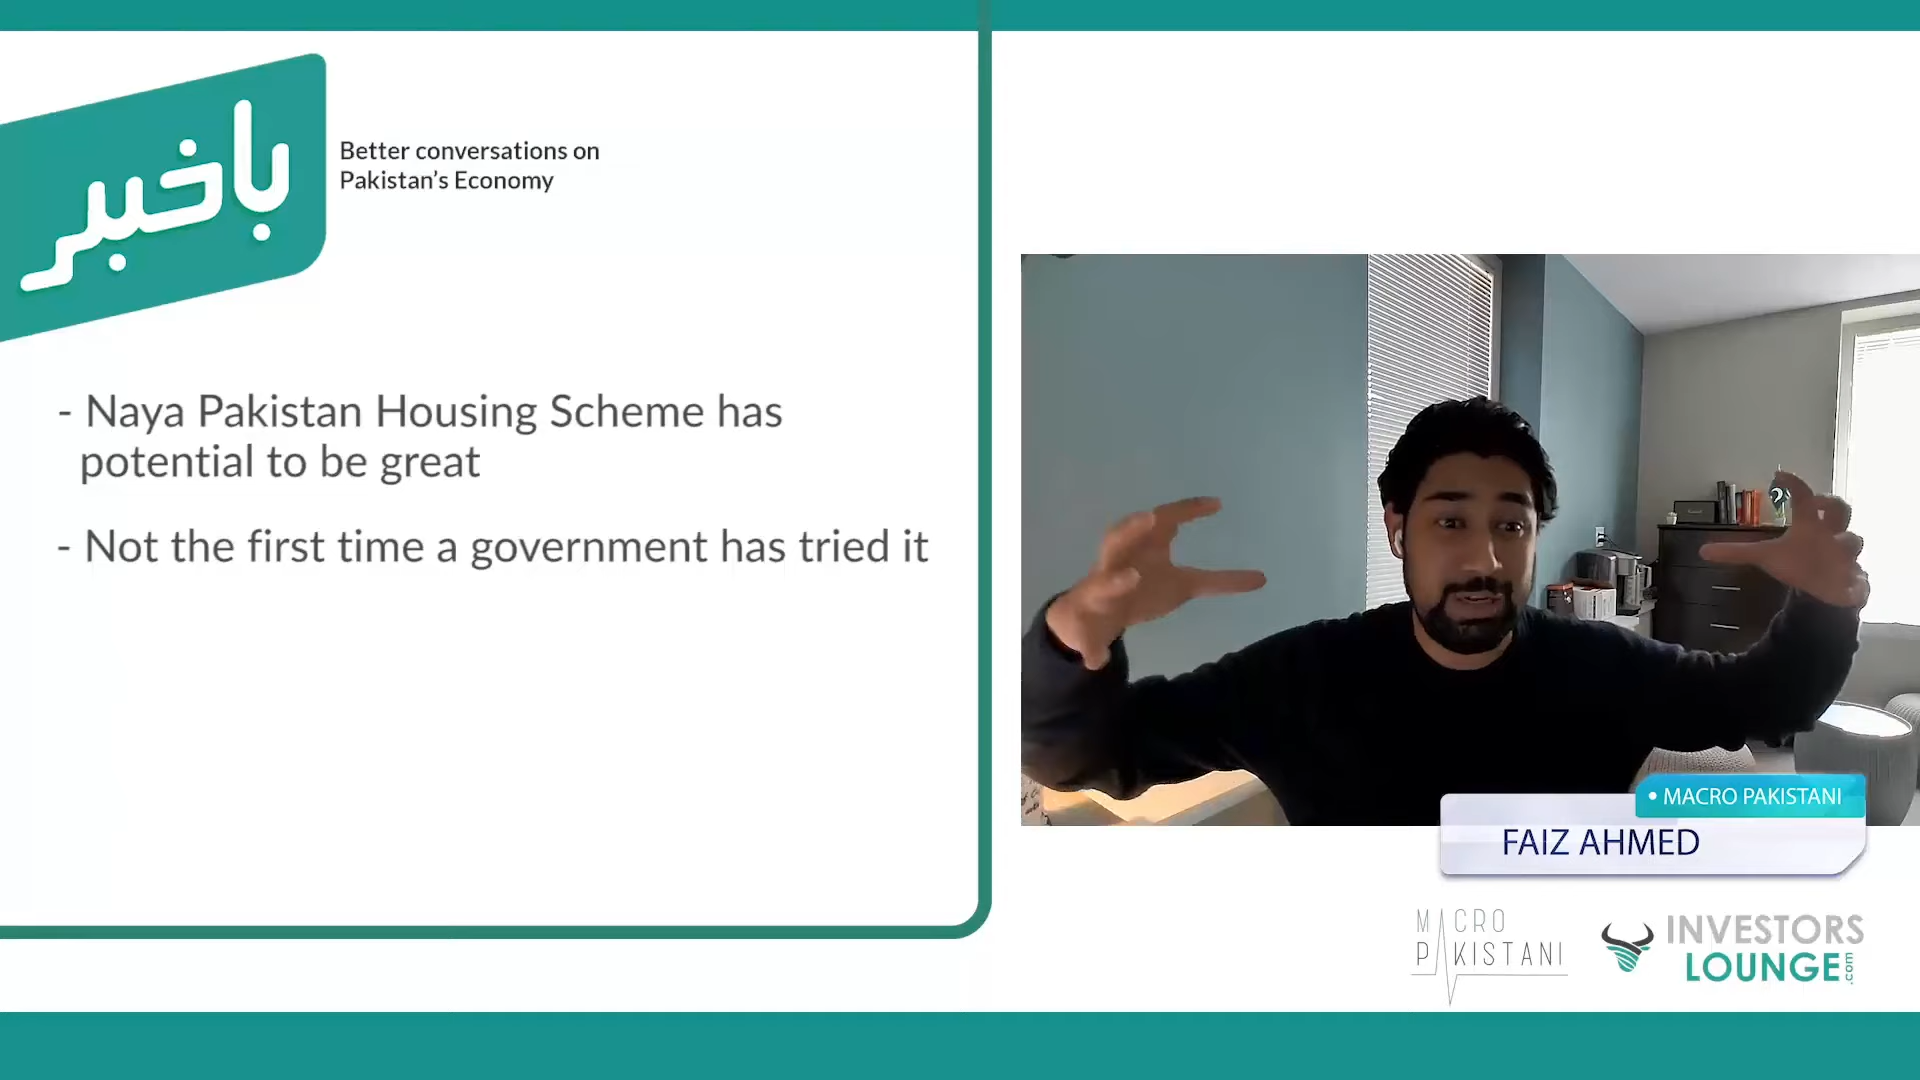 باخبر
Better conversations on
Pakistan’s Economy
- Naya Pakistan Housing Scheme has
potential to be great
- Not the first time a government has tried it
• MACRO PAKISTANI
FAIZ AHMED
MACRO
PAKISTANI
INVESTORS
LOUNGE.com